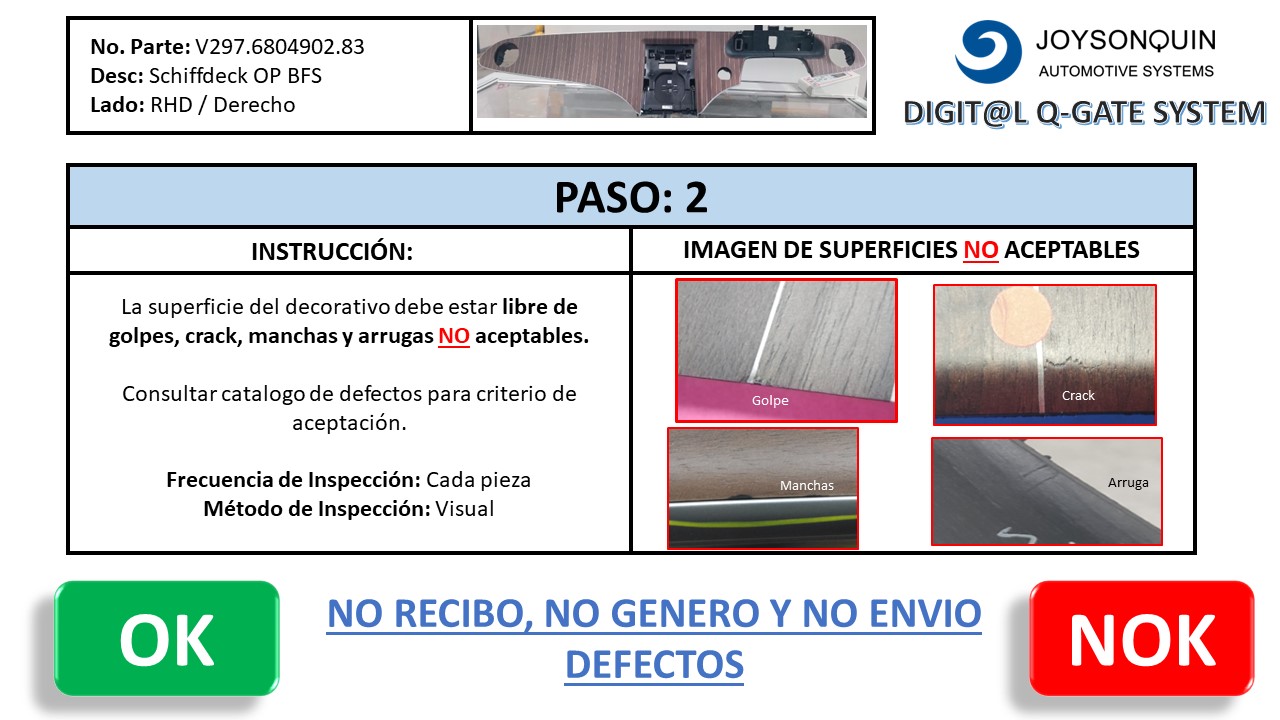 No. Parte: V297.6804902.83
Desc: Schiffdeck OP BFS
Lado: RHD / Derecho
JOYSONQUIN
AUTOMOTIVE SYSTEMS
DIGIT@L Q-GATE SYSTEM
PASO: 2
INSTRUCCIÓN:
IMAGEN DE SUPERFICIES NO ACEPTABLES
La superficie del decorativo debe estar libre de
golpes, crack, manchas y arrugas NO aceptables.
Consultar catalogo de defectos para criterio de
aceptación.
Frecuencia de Inspección: Cada pieza
Método de Inspección: Visual
Golpe
Crack
Manchas
Arruga
OK
NO RECIBO, NO GENERO Y NO ENVIO
DEFECTOS
NOK